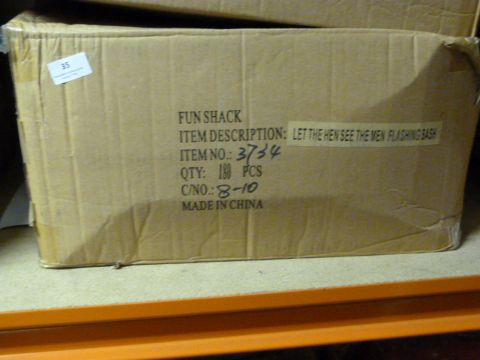 35
FUN SHACK
ITEM DESCRIPTION: LET THE HEN SEE THE MEN FLASHING SASH
ITEM NO.: 3734
QTY: 180 PCS
C/NO.: 8-10
MADE IN CHINA